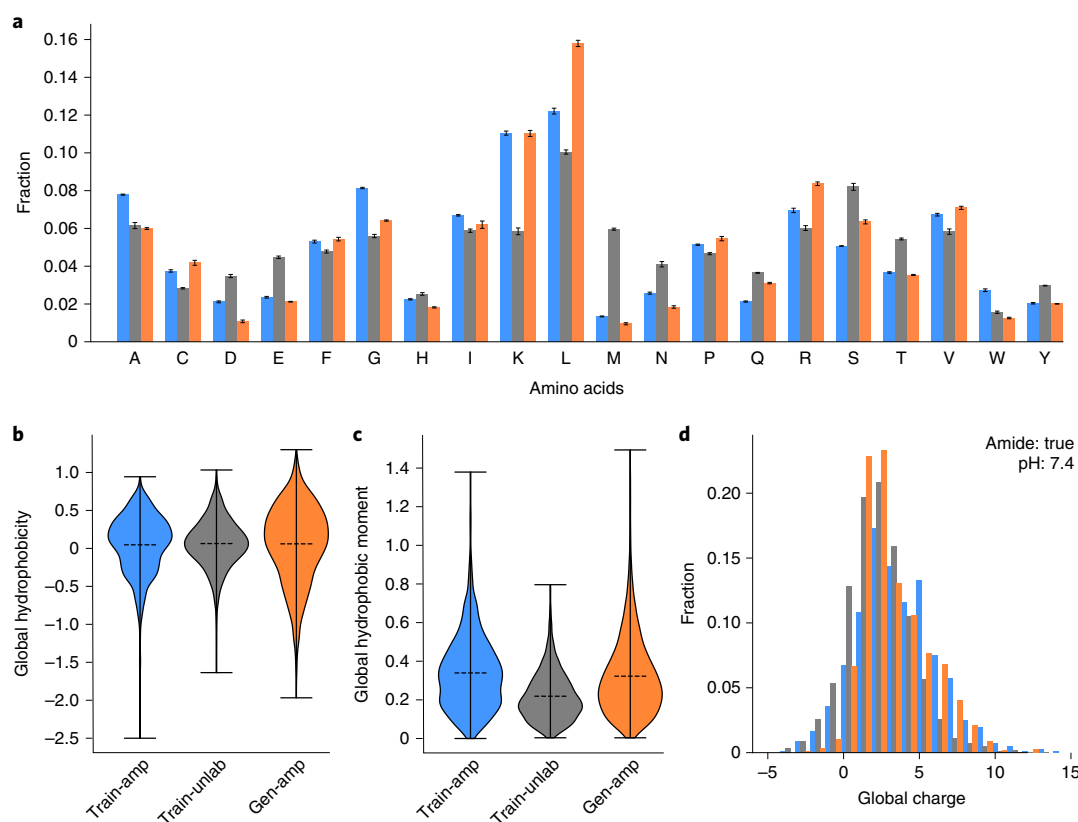 a
0.16
0.14
0.12
0.10
0.08
0.06
0.04
0.02
0
Fraction
A C D E F G H I K L M N P Q R S T V W Y
Amino acids
b
1.0
0.5
0
−0.5
−1.0
−1.5
−2.0
−2.5
Global hydrophobicity
Train-amp Train-unlab Gen-amp
c
1.4
1.2
1.0
0.8
0.6
0.4
0.2
0
Global hydrophobic moment
Train-amp Train-unlab Gen-amp
d
Amide: true
pH: 7.4
0.20
0.15
0.10
0.05
0
Fraction
−5 0 5 10 15
Global charge